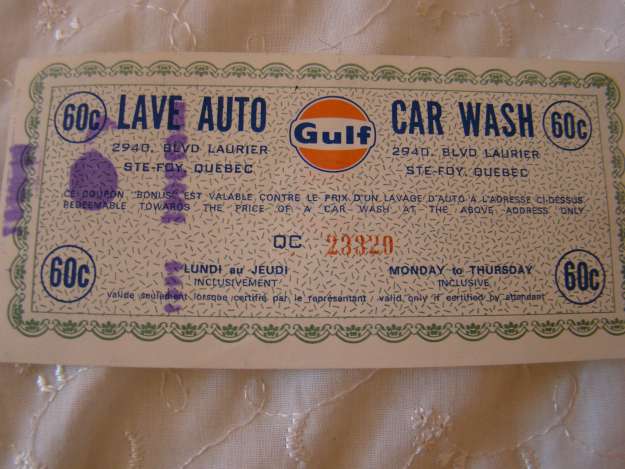 60c LAVE AUTO Gulf CAR WASH 60c
2940, BLVD LAURIER 2940, BLVD LAURIER
STE-FOY, QUEBEC STE-FOY, QUEBEC
CE COUPON "BONUS" EST VALABLE CONTRE LE PRIX D'UN LAVAGE D'AUTO A L'ADRESSE CI-DESSUS
REDEEMABLE TOWARDS THE PRICE OF A CAR WASH AT THE ABOVE ADDRESS ONLY
QC 23320
60c LUNDI au JEUDI MONDAY to THURSDAY 60c
INCLUSIVEMENT INCLUSIVE
valide seulement lorsque certifié par le représentant valid only if certified by attendant